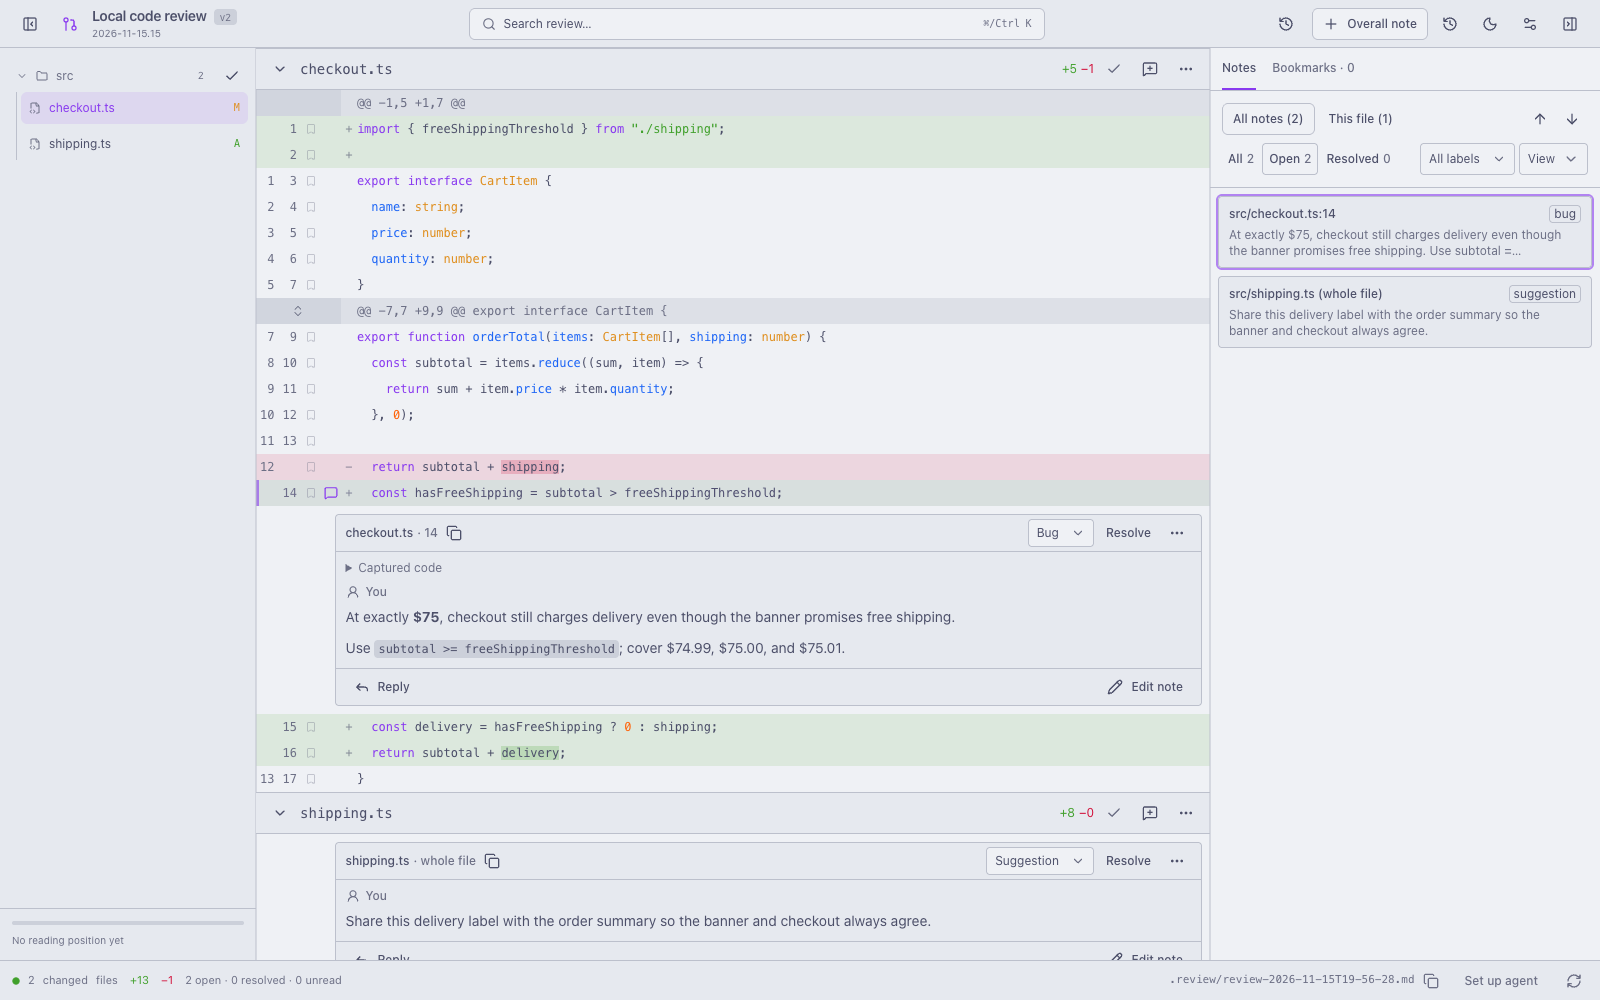 Local code review v2
2026-11-15.15
Search review... ⌘/Ctrl K
Overall note
src 2
checkout.ts M
shipping.ts A
No reading position yet
checkout.ts +5 −1
@@ -1,5 +1,7 @@
1 + import { freeShippingThreshold } from "./shipping";
2 +
1 3 export interface CartItem {
2 4 name: string;
3 5 price: number;
4 6 quantity: number;
5 7 }
@@ -7,7 +9,9 @@ export interface CartItem {
7 9 export function orderTotal(items: CartItem[], shipping: number) {
8 10 const subtotal = items.reduce((sum, item) => {
9 11 return sum + item.price * item.quantity;
10 12 }, 0);
11 13
12 − return subtotal + shipping;
14 + const hasFreeShipping = subtotal > freeShippingThreshold;
checkout.ts · 14 Bug Resolve
Captured code
You
At exactly $75, checkout still charges delivery even though the banner promises free shipping.
Use subtotal >= freeShippingThreshold; cover $74.99, $75.00, and $75.01.
Reply Edit note
15 + const delivery = hasFreeShipping ? 0 : shipping;
16 + return subtotal + delivery;
13 17 }
shipping.ts +8 −0
shipping.ts · whole file Suggestion Resolve
You
Share this delivery label with the order summary so the banner and checkout always agree.
Reply Edit note
Notes Bookmarks · 0
All notes (2) This file (1)
All 2 Open 2 Resolved 0 All labels View
src/checkout.ts:14 bug
At exactly $75, checkout still charges delivery even though
the banner promises free shipping. Use subtotal =...
src/shipping.ts (whole file) suggestion
Share this delivery label with the order summary so the
banner and checkout always agree.
2 changed files +13 −1 2 open · 0 resolved · 0 unread
.review/review-2026-11-15T19-56-28.md Set up agent